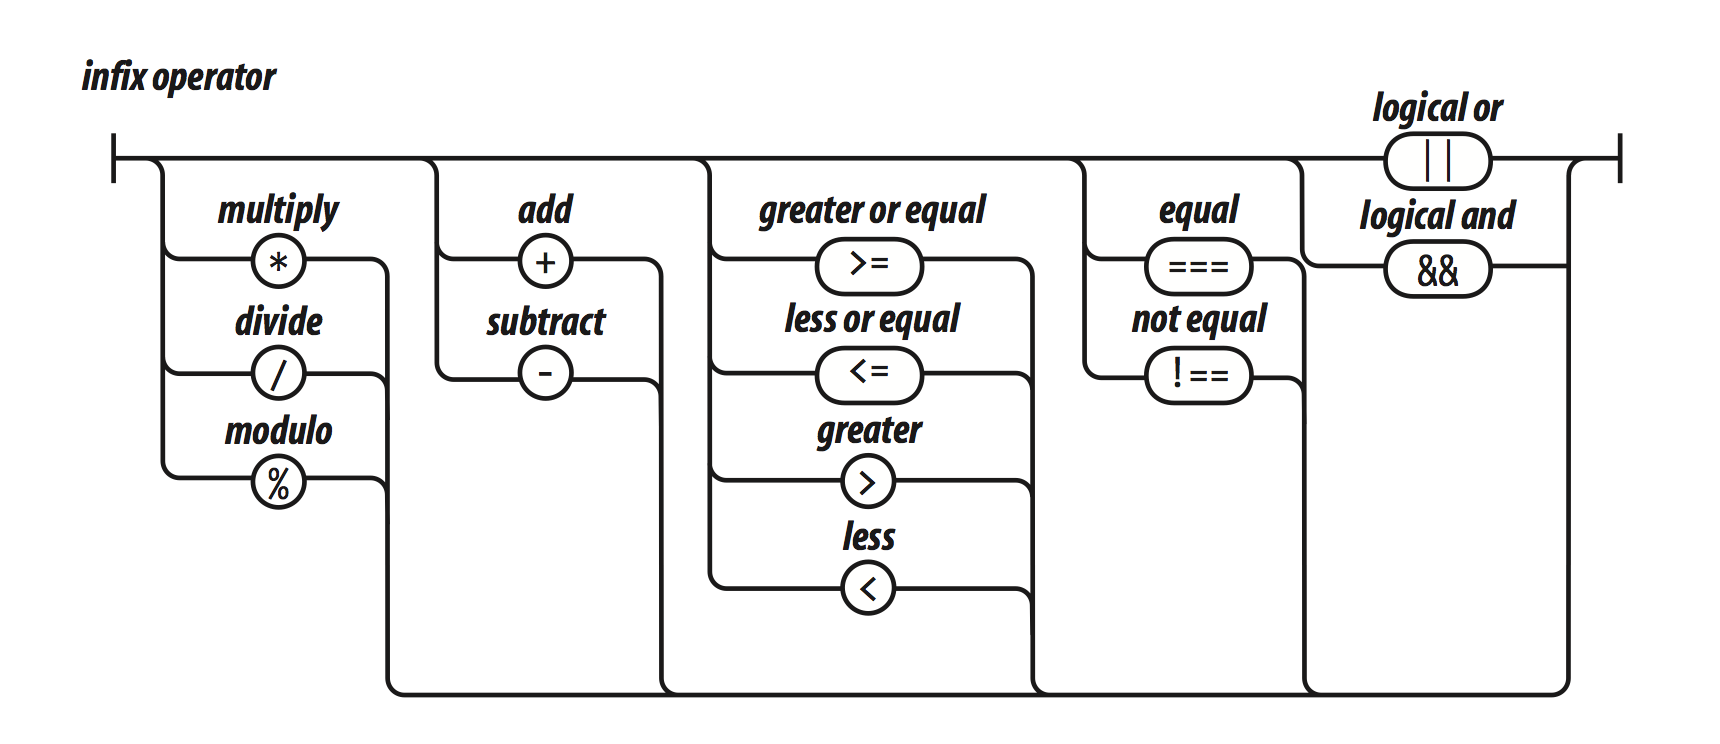 infix operator
logical or
||
multiply
add
greater or equal
equal
logical and
*
+
>=
===
&&
divide
subtract
less or equal
not equal
/
-
<=
!==
modulo
greater
%
>
less
<